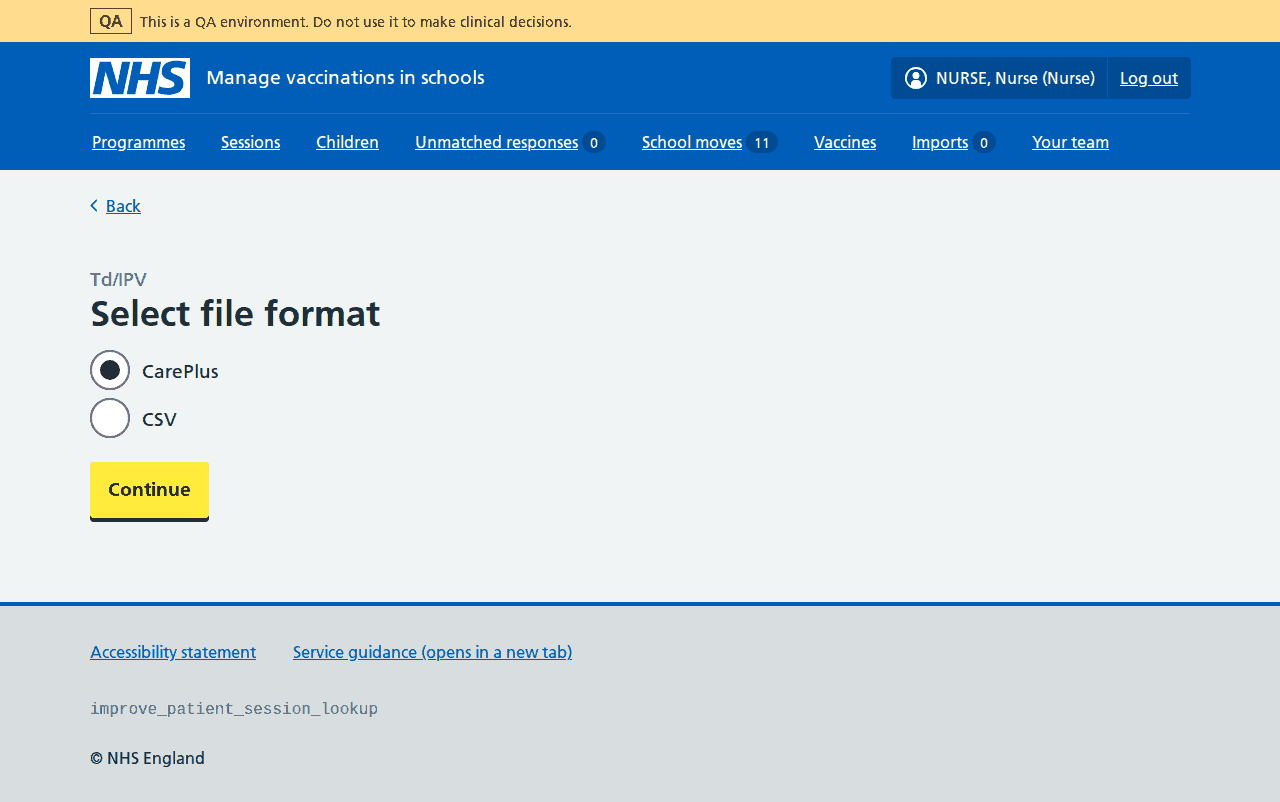 QA This is a QA environment. Do not use it to make clinical decisions.
NHS Manage vaccinations in schools NURSE, Nurse (Nurse) Log out
Programmes Sessions Children Unmatched responses 0 School moves 11 Vaccines Imports 0 Your team
Back
Td/IPV
Select file format
CarePlus
CSV
Continue
Accessibility statement Service guidance (opens in a new tab)
improve_patient_session_lookup
© NHS England